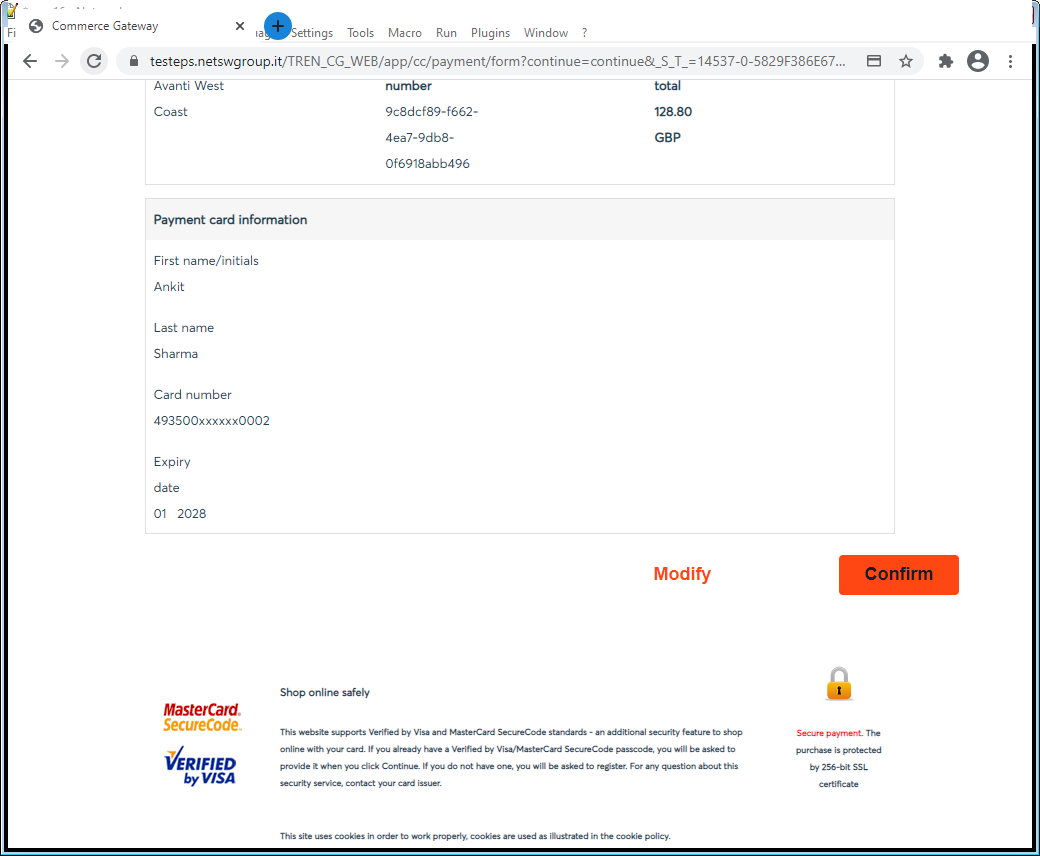 Commerce Gateway
Settings Tools Macro Run Plugins Window ?
testeps.netswgroup.it/TREN_CG_WEB/app/cc/payment/form?continue=continue&_S_T_=14537-0-5829F386E67...
Avanti West
Coast
number
9c8dcf89-f662-
4ea7-9db8-
0f6918abb496
total
128.80
GBP
Payment card information
First name/initials
Ankit
Last name
Sharma
Card number
493500xxxxxx0002
Expiry
date
01 2028
Modify
Confirm
MasterCard.
SecureCode.
VERIFIED
by VISA
Shop online safely
This website supports Verified by Visa and MasterCard SecureCode standards - an additional security feature to shop
online with your card. If you already have a Verified by Visa/MasterCard SecureCode passcode, you will be asked to
provide it when you click Continue. If you do not have one, you will be asked to register. For any question about this
security service, contact your card issuer.
This site uses cookies in order to work properly, cookies are used as illustrated in the cookie policy.
Secure payment. The
purchase is protected
by 256-bit SSL
certificate